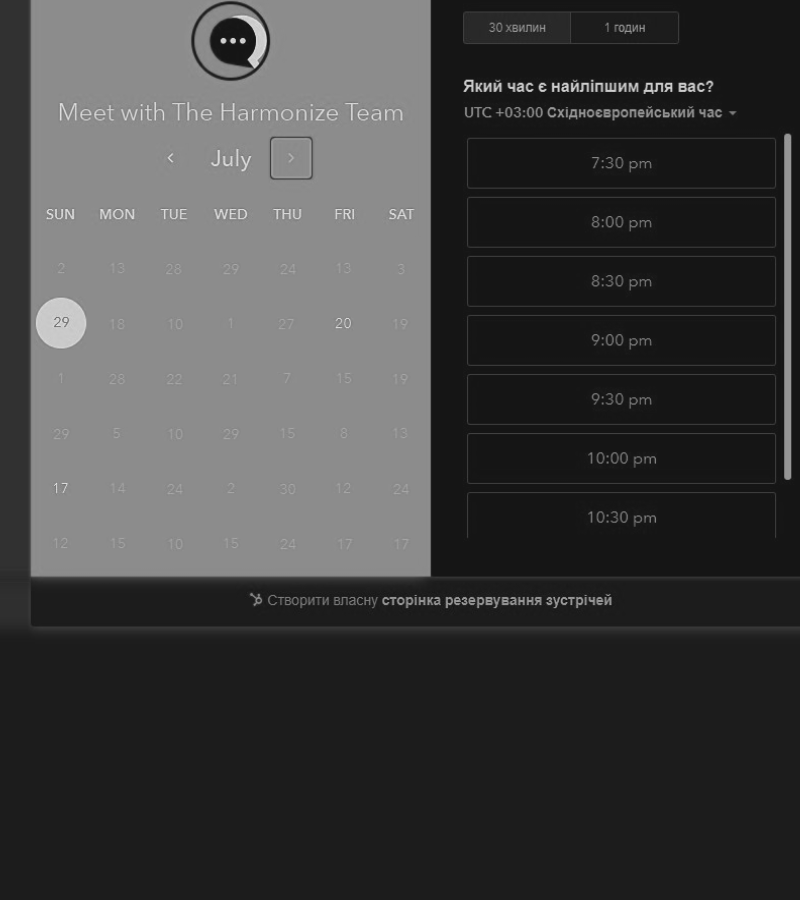 Meet with The Harmonize Team
July
SUN MON TUE WED THU FRI SAT
2 13 28 29 24 13 3
29 18 10 1 27 20 19
1 28 22 21 7 15 19
29 5 10 29 15 8 13
17 14 24 2 30 12 24
12 15 10 15 24 17 17
30 хвилин 1 годин
Який час є найліпшим для вас?
UTC +03:00 Східноєвропейський час
7:30 pm
8:00 pm
8:30 pm
9:00 pm
9:30 pm
10:00 pm
10:30 pm
Створити власну сторінка резервування зустрічей